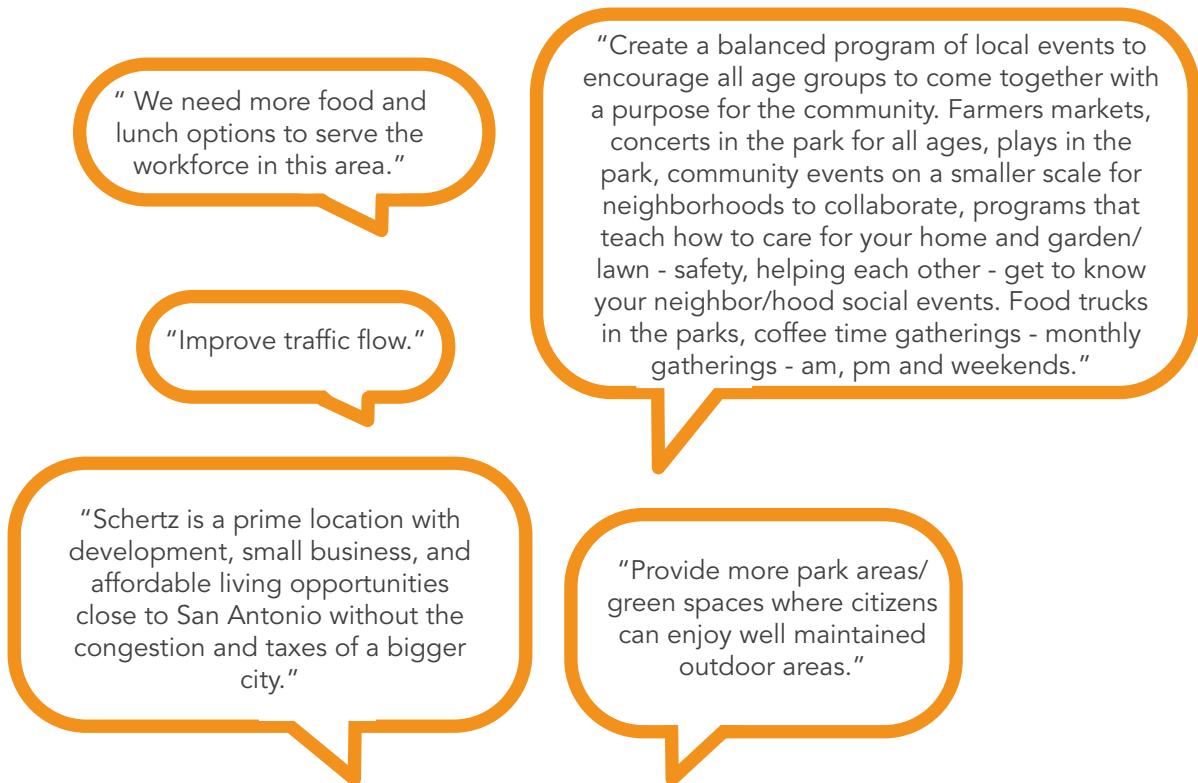 “ We need more food and
lunch options to serve the
workforce in this area.”
“Create a balanced program of local events to
encourage all age groups to come together with
a purpose for the community. Farmers markets,
concerts in the park for all ages, plays in the
park, community events on a smaller scale for
neighborhoods to collaborate, programs that
teach how to care for your home and garden/
lawn - safety, helping each other - get to know
your neighbor/hood social events. Food trucks
in the parks, coffee time gatherings - monthly
gatherings - am, pm and weekends.”
“Improve traffic flow.”
“Schertz is a prime location with
development, small business, and
affordable living opportunities
close to San Antonio without the
congestion and taxes of a bigger
city.”
“Provide more park areas/
green spaces where citizens
can enjoy well maintained
outdoor areas.”